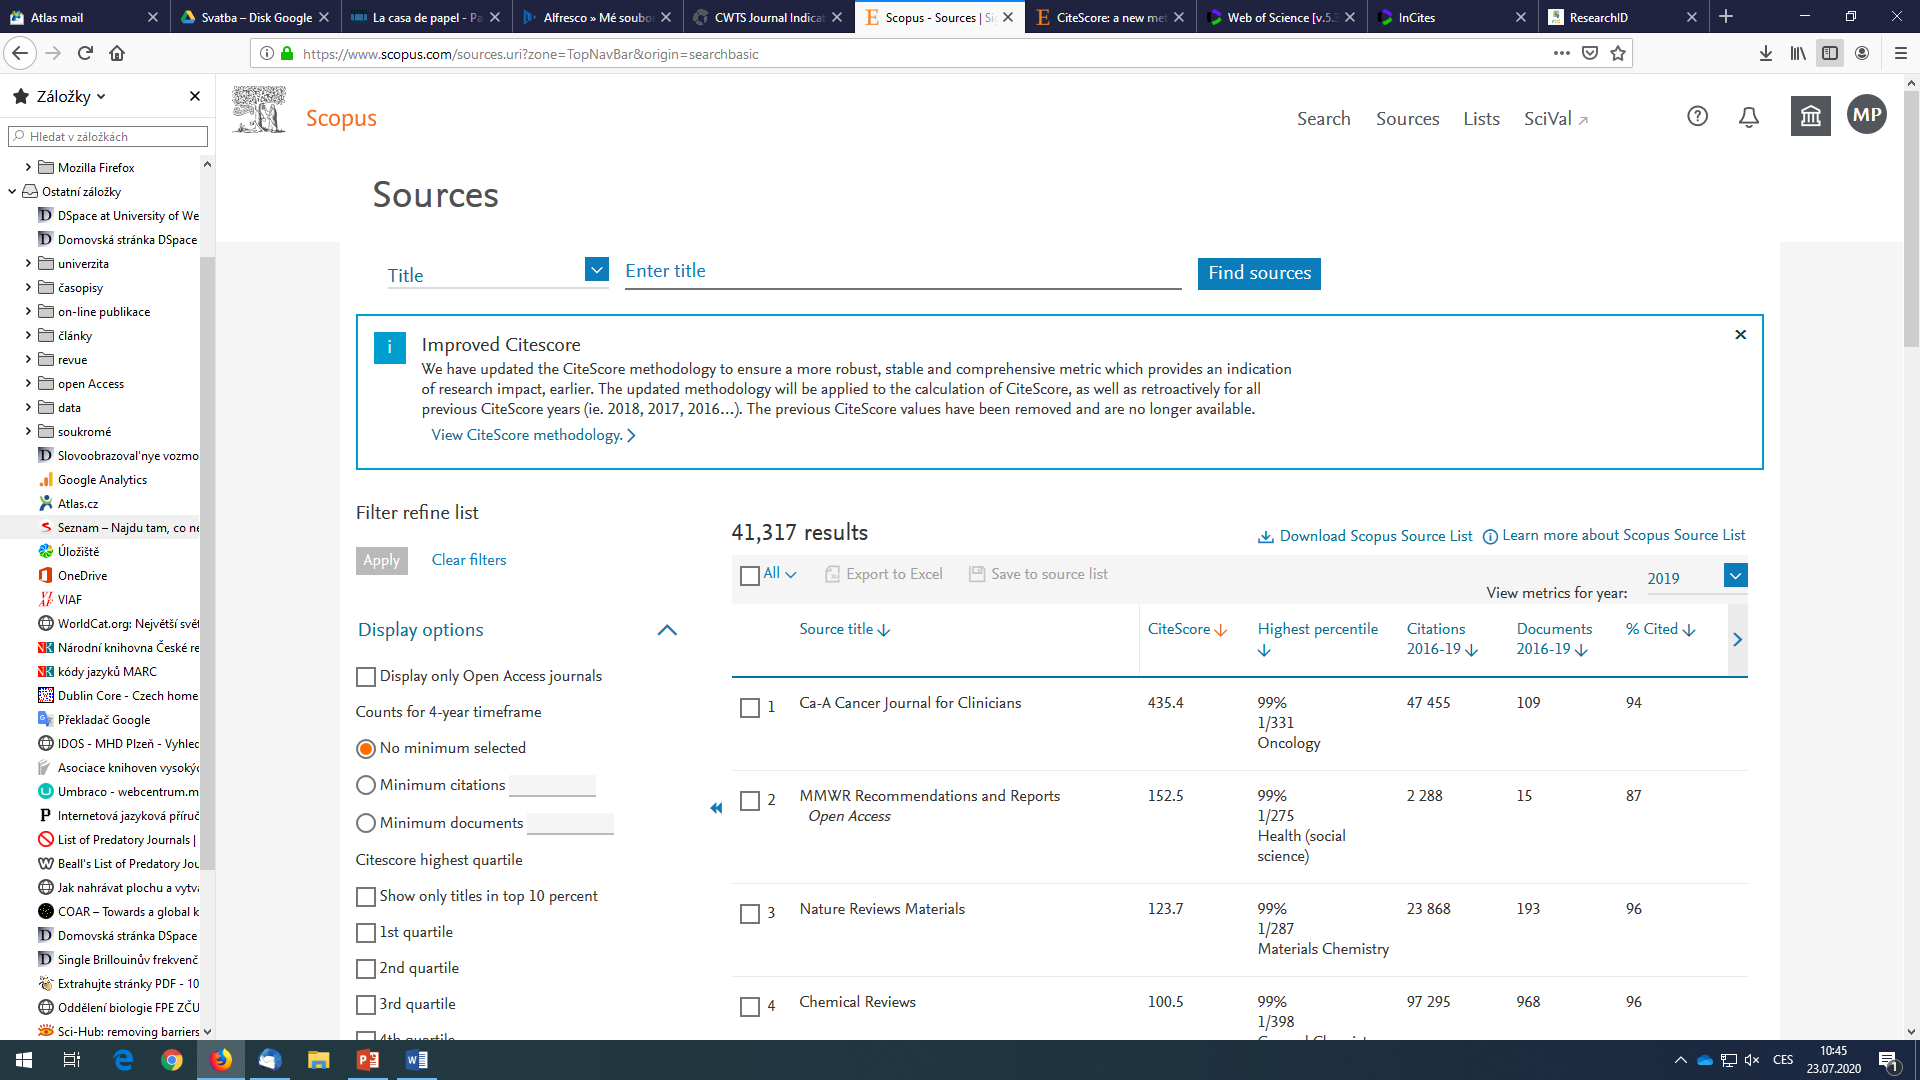 Atlas mail
Svatba – Disk Google
La casa de papel - Pa
Alfresco » Mé soubo
CWTS Journal Indicat
Scopus - Sources | Si
CiteScore: a new me
Web of Science [v.5.3
InCites
ResearchID
https://www.scopus.com/sources.uri?zone=TopNavBar&origin=searchbasic
Záložky
Hledat v záložkách
Mozilla Firefox
Ostatní záložky
DSpace at University of We
Domovská stránka DSpace
univerzita
časopisy
on-line publikace
články
revue
open Access
data
soukromé
Slovoobrazoval'nye vozmo
Google Analytics
Atlas.cz
Seznam – Najdu tam, co ne
Úložiště
OneDrive
VIAF
WorldCat.org: Největší svět
Národní knihovna České re
kódy jazyků MARC
Dublin Core - Czech home
Překladač Google
IDOS - MHD Plzeň - Vyhled
Asociace knihoven vysokýc
Umbraco - webcentrum.m
Internetová jazyková příruč
List of Predatory Journals |
Beall's List of Predatory Jou
Jak nahrávat plochu a vytvá
COAR – Towards a global k
Domovská stránka DSpace
Single Brillouinův frekvenč
Extrahujte stránky PDF - 10
Oddělení biologie FPE ZČU
Sci-Hub: removing barriers
Scopus
Search
Sources
Lists
SciVal
MP
Sources
Title
Enter title
Find sources
Improved Citescore
We have updated the CiteScore methodology to ensure a more robust, stable and comprehensive metric which provides an indication
of research impact, earlier. The updated methodology will be applied to the calculation of CiteScore, as well as retroactively for all
previous CiteScore years (ie. 2018, 2017, 2016...). The previous CiteScore values have been removed and are no longer available.
View CiteScore methodology.
Filter refine list
Apply
Clear filters
Display options
Display only Open Access journals
Counts for 4-year timeframe
No minimum selected
Minimum citations
Minimum documents
Citescore highest quartile
Show only titles in top 10 percent
1st quartile
2nd quartile
3rd quartile
4th quartile
41,317 results
Download Scopus Source List
Learn more about Scopus Source List
All
Export to Excel
Save to source list
View metrics for year:
2019
Source title
CiteScore
Highest percentile
Citations
2016-19
Documents
2016-19
% Cited
1 Ca-A Cancer Journal for Clinicians 435.4 99% 47 455 109 94
1/331
Oncology
2 MMWR Recommendations and Reports 152.5 99% 2 288 15 87
Open Access 1/275
Health (social
science)
3 Nature Reviews Materials 123.7 99% 23 868 193 96
1/287
Materials Chemistry
4 Chemical Reviews 100.5 99% 97 295 968 96
1/398
CES
10:45
23.07.2020
1